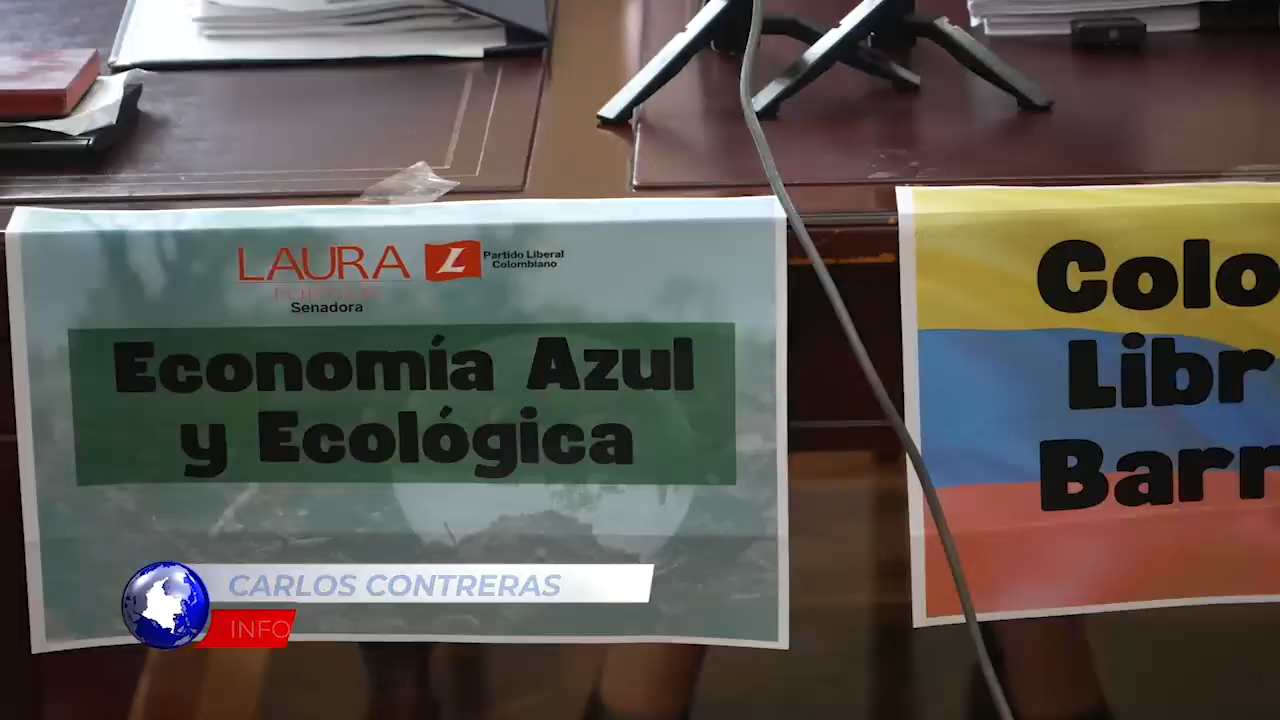 LAURA
Partido Liberal
Colombiano
Senadora
Economía Azul
y Ecológica
Colo
Libr
Barr
CARLOS CONTRERAS
INFO